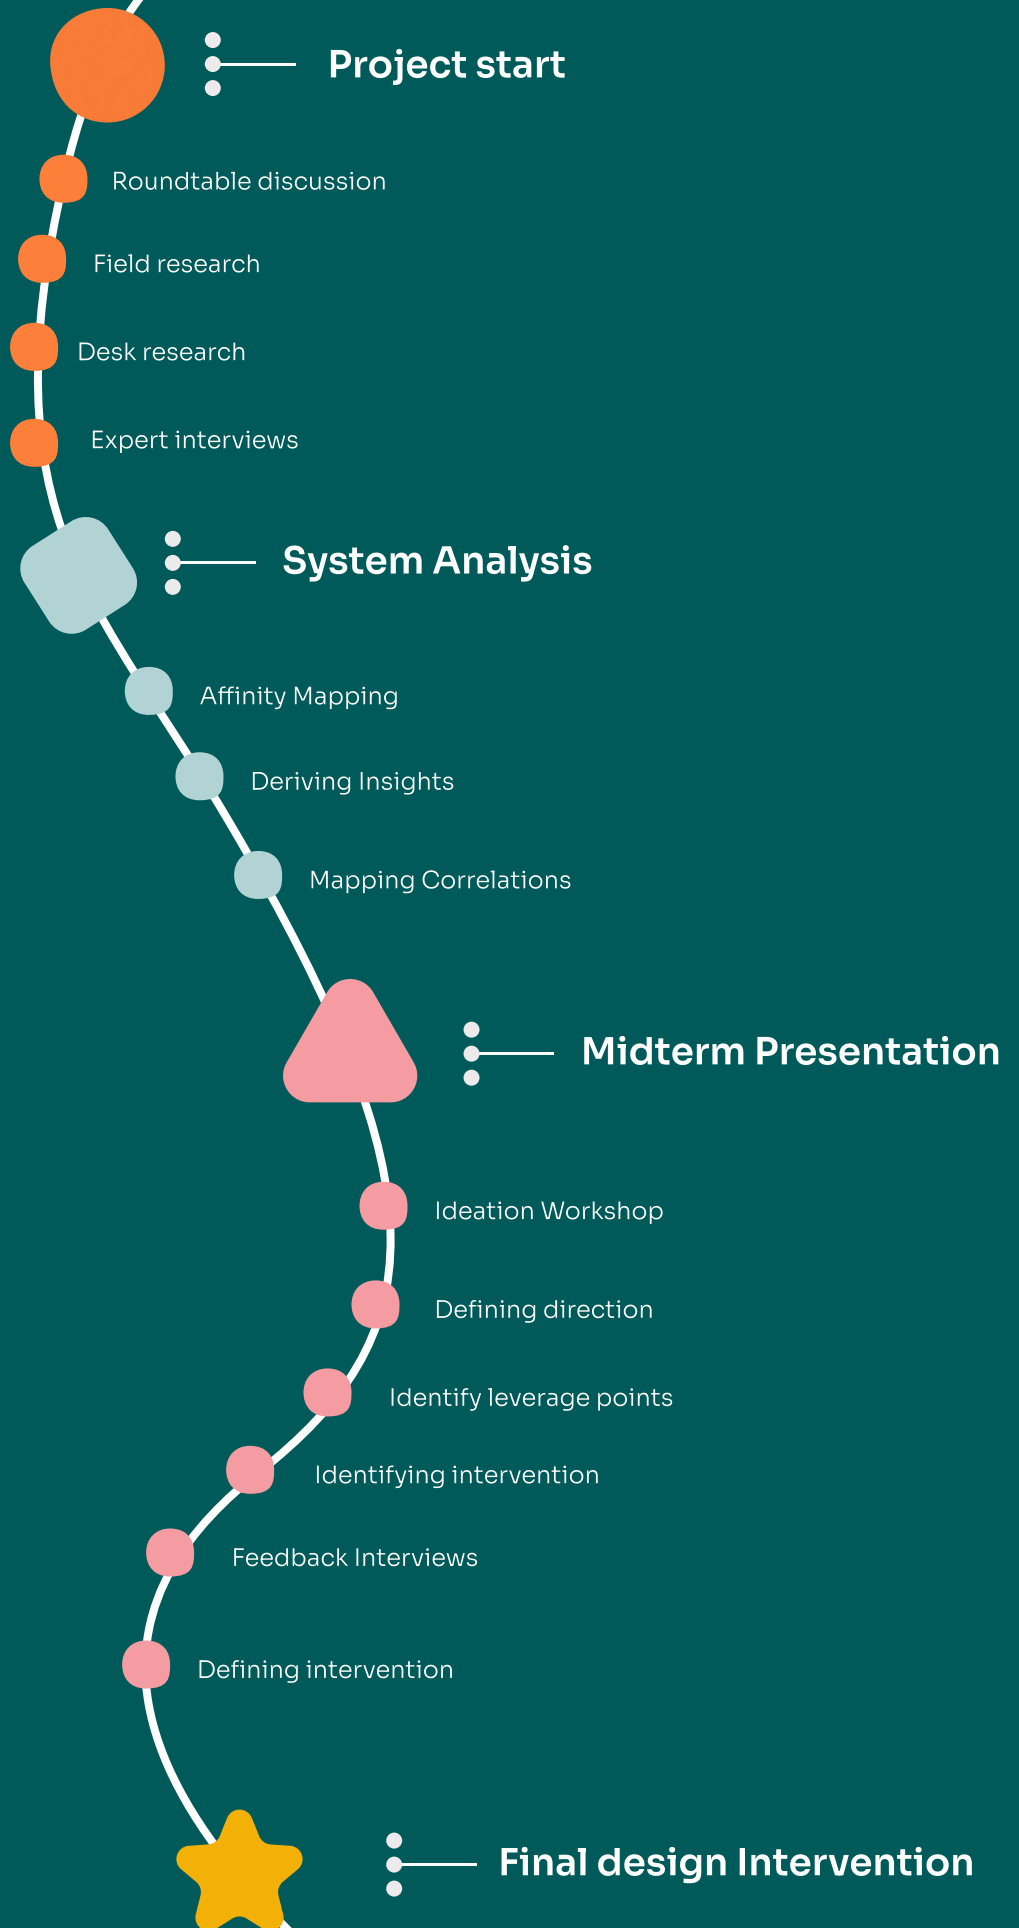 Project start
Roundtable discussion
Field research
Desk research
Expert interviews
System Analysis
Affinity Mapping
Deriving Insights
Mapping Correlations
Midterm Presentation
Ideation Workshop
Defining direction
Identify leverage points
Identifying intervention
Feedback Interviews
Defining intervention
Final design Intervention